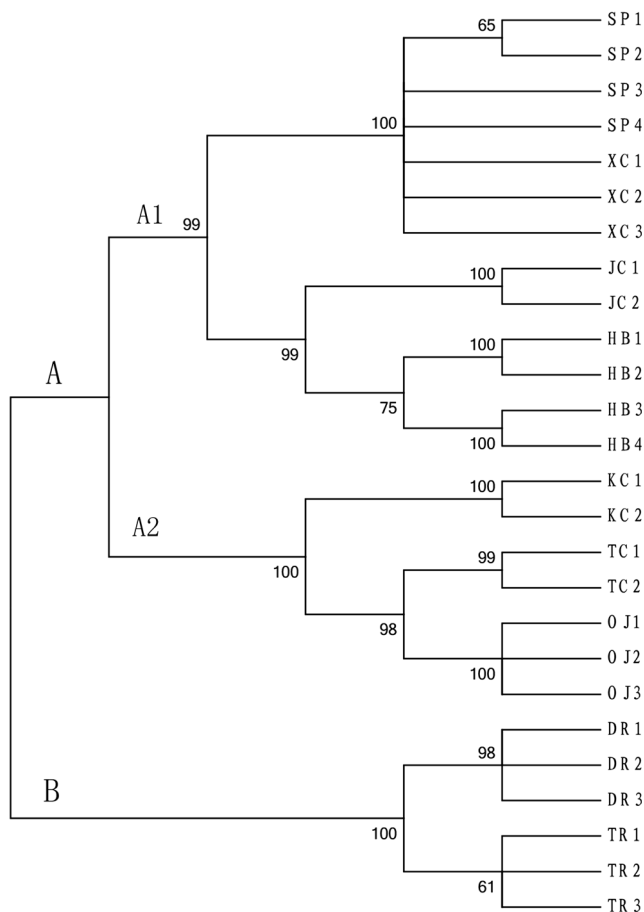 65
SP1
SP2
SP3
100
SP4
XC1
XC2
A1
99
XC3
100
JC1
JC2
99
100
HB1
HB2
A
75
HB3
100
HB4
100
KC1
A2
KC2
100
99
TC1
TC2
98
OJ1
OJ2
100
OJ3
98
DR1
DR2
B
DR3
100
TR1
TR2
61
TR3